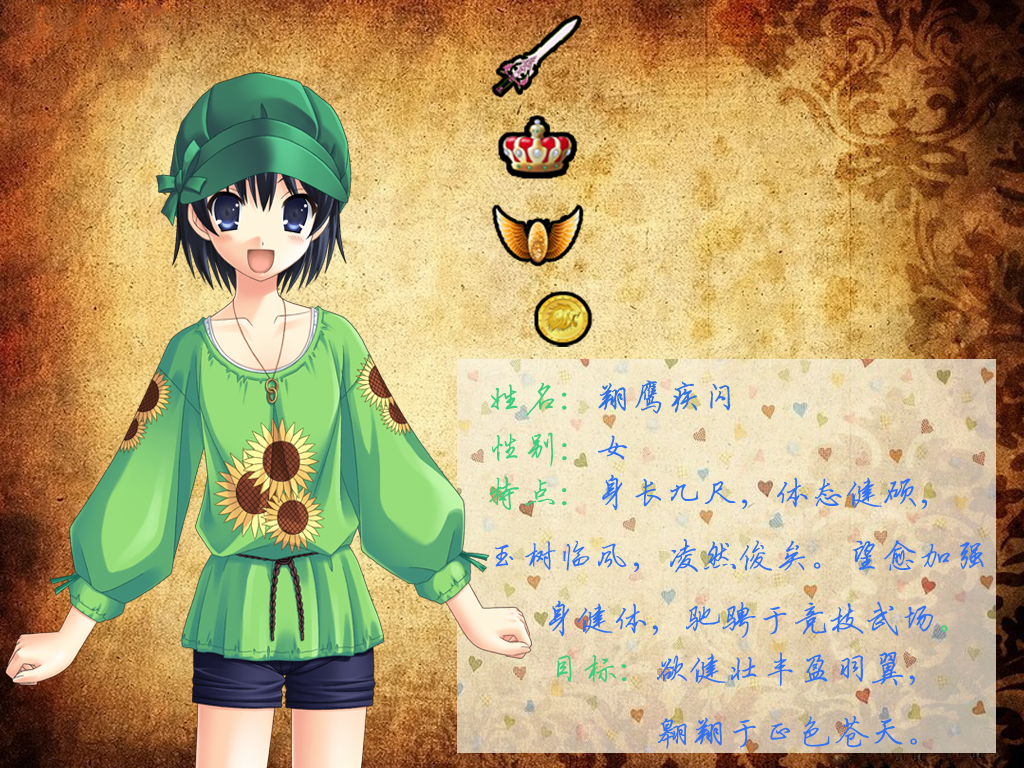 姓名：翔鹰疾闪
性别：女
特点：身长九尺，体态健硕，
玉树临风，凌然俊矣。望愈加强
身健体，驰骋于竞技武场。
目标：欲健壮丰盈羽翼，
翱翔于正色苍天。